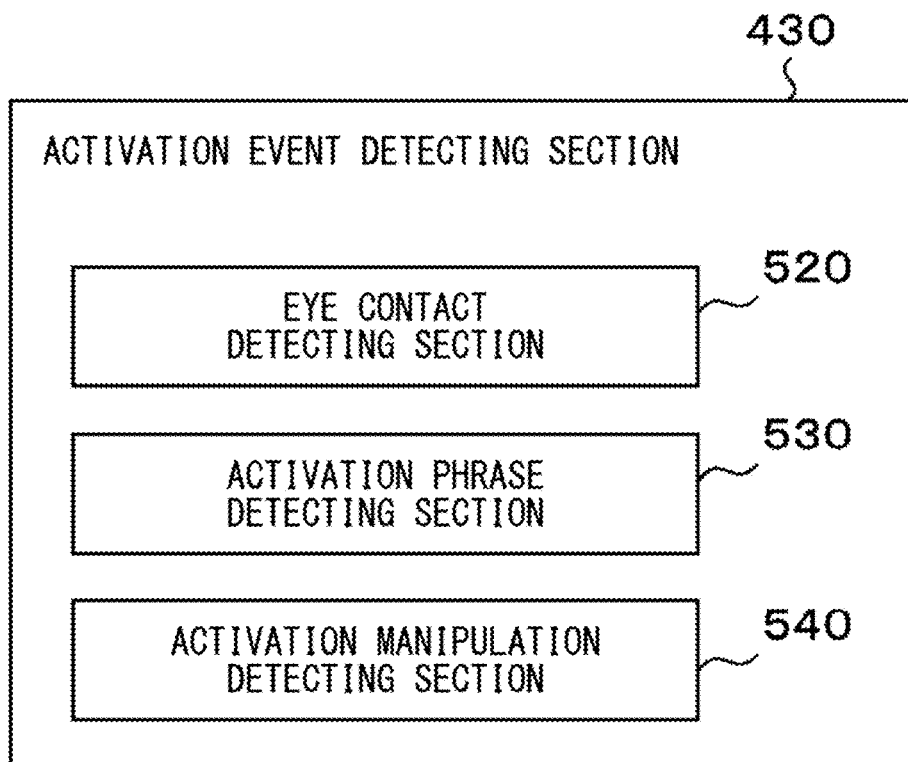 430
ACTIVATION EVENT DETECTING SECTION
520
EYE CONTACT
DETECTING SECTION
530
ACTIVATION PHRASE
DETECTING SECTION
540
ACTIVATION MANIPULATION
DETECTING SECTION